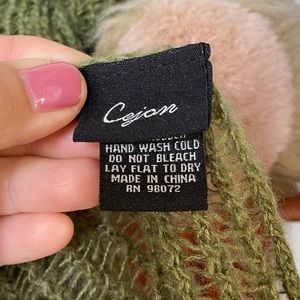 Cejon
HAND WASH COLD
DO NOT BLEACH
LAY FLAT TO DRY
MADE IN CHINA
RN 98072